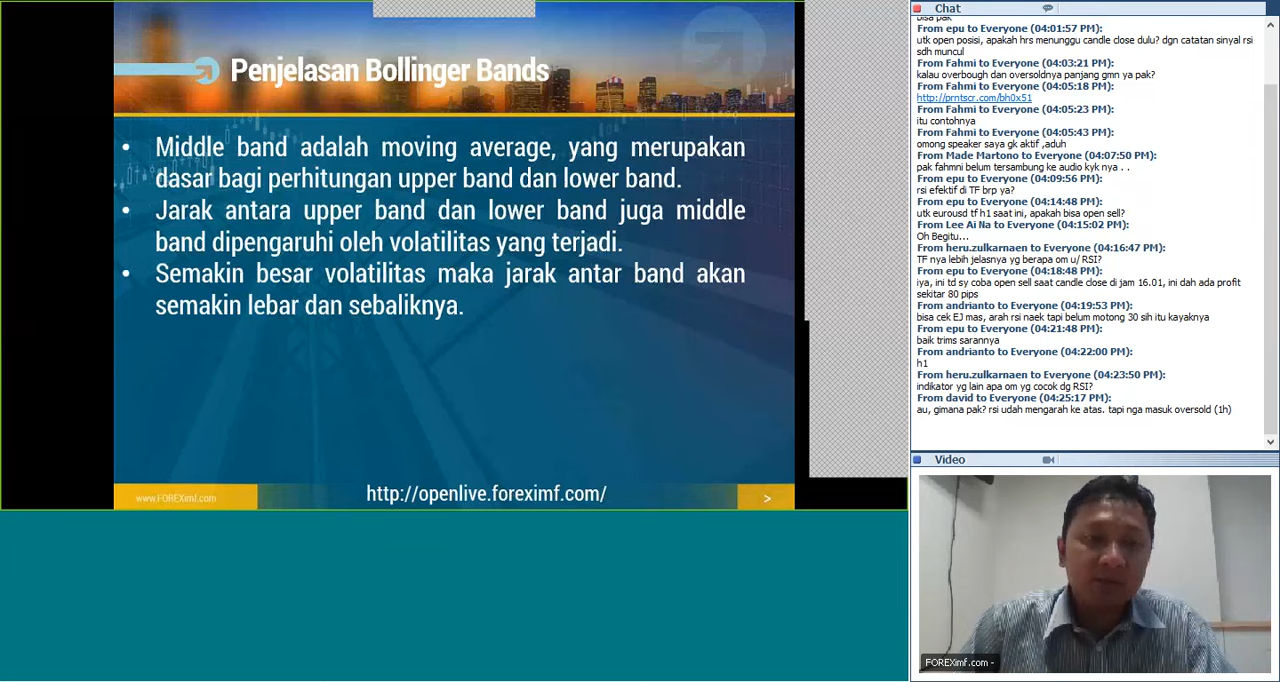 Penjelasan Bollinger Bands
• Middle band adalah moving average, yang merupakan
dasar bagi perhitungan upper band dan lower band.
• Jarak antara upper band dan lower band juga middle
band dipengaruhi oleh volatilitas yang terjadi.
• Semakin besar volatilitas maka jarak antar band akan
semakin lebar dan sebaliknya.
www.FOREXimf.com
http://openlive.foreximf.com/
>
Chat
bisa pak
From epu to Everyone (04:01:57 PM):
utk open posisi, apakah hrs menunggu candle close dulu? dgn catatan sinyal rsi
sdh muncul
From Fahmi to Everyone (04:03:21 PM):
kalau overbough dan oversoldnya panjang gmn ya pak?
From Fahmi to Everyone (04:05:18 PM):
http://prntscr.com/bh0x51
From Fahmi to Everyone (04:05:23 PM):
itu contohnya
From Fahmi to Everyone (04:05:43 PM):
omong speaker saya gk aktif ,aduh
From Made Martono to Everyone (04:07:50 PM):
pak fahmni belum tersambung ke audio kyk nya . .
From epu to Everyone (04:09:56 PM):
rsi efektif di TF brp ya?
From epu to Everyone (04:14:48 PM):
utk eurousd tf h1 saat ini, apakah bisa open sell?
From Lee Ai Na to Everyone (04:15:02 PM):
Oh Begitu...
From heru.zulkarnaen to Everyone (04:16:47 PM):
TF nya lebih jelasnya yg berapa om u/ RSI?
From epu to Everyone (04:18:48 PM):
iya, ini td sy coba open sell saat candle close di jam 16.01, ini dah ada profit
sekitar 80 pips
From andrianto to Everyone (04:19:53 PM):
bisa cek EJ mas, arah rsi naek tapi belum motong 30 sih itu kayaknya
From epu to Everyone (04:21:48 PM):
baik trims sarannya
From andrianto to Everyone (04:22:00 PM):
h1
From heru.zulkarnaen to Everyone (04:23:50 PM):
indikator yg lain apa om yg cocok dg RSI?
From david to Everyone (04:25:17 PM):
au, gimana pak? rsi udah mengarah ke atas. tapi nga masuk oversold (1h)
Video
FOREXimf.com -